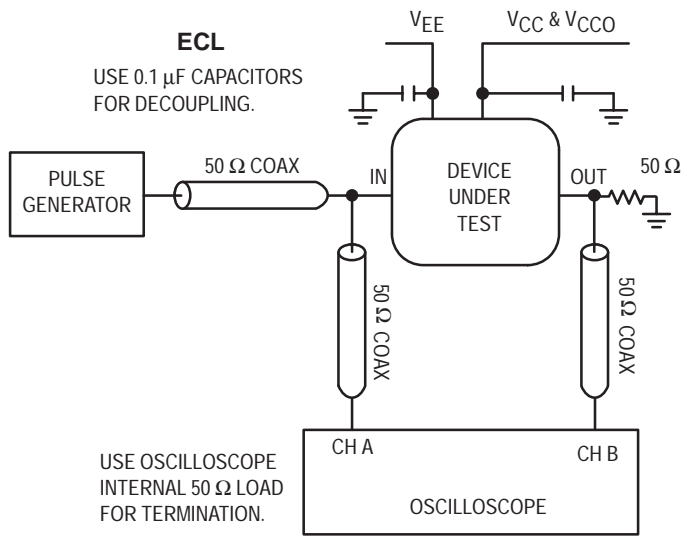 VEE
VCC & VCCO
ECL
USE 0.1 μF CAPACITORS
FOR DECOUPLING.
50 Ω COAX
50 Ω
PULSE
GENERATOR
IN
DEVICE
UNDER
TEST
OUT
50 Ω COAX
50 Ω COAX
CH A
CH B
USE OSCILLOSCOPE
INTERNAL 50 Ω LOAD
FOR TERMINATION.
OSCILLOSCOPE